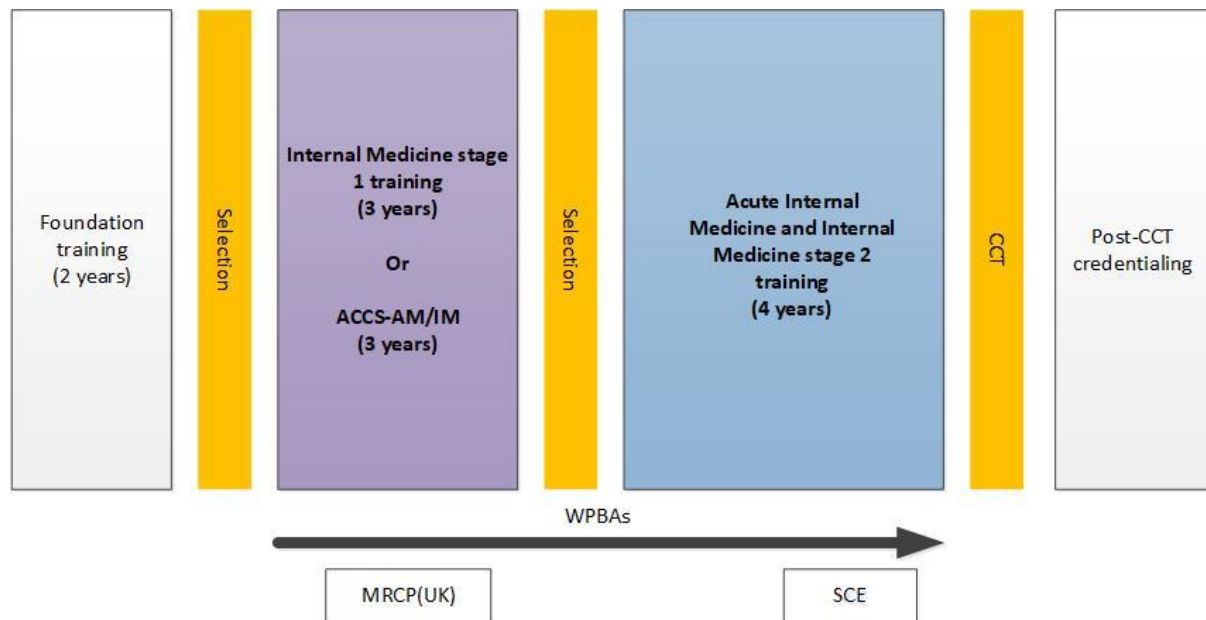 Foundation
training
(2 years)
Selection
Internal Medicine stage
1 training
(3 years)
Or
ACCS-AM/IM
(3 years)
Selection
Acute Internal
Medicine and Internal
Medicine stage 2
training
(4 years)
CCT
Post-CCT
credentialing
WPBAs
MRCP(UK)
SCE